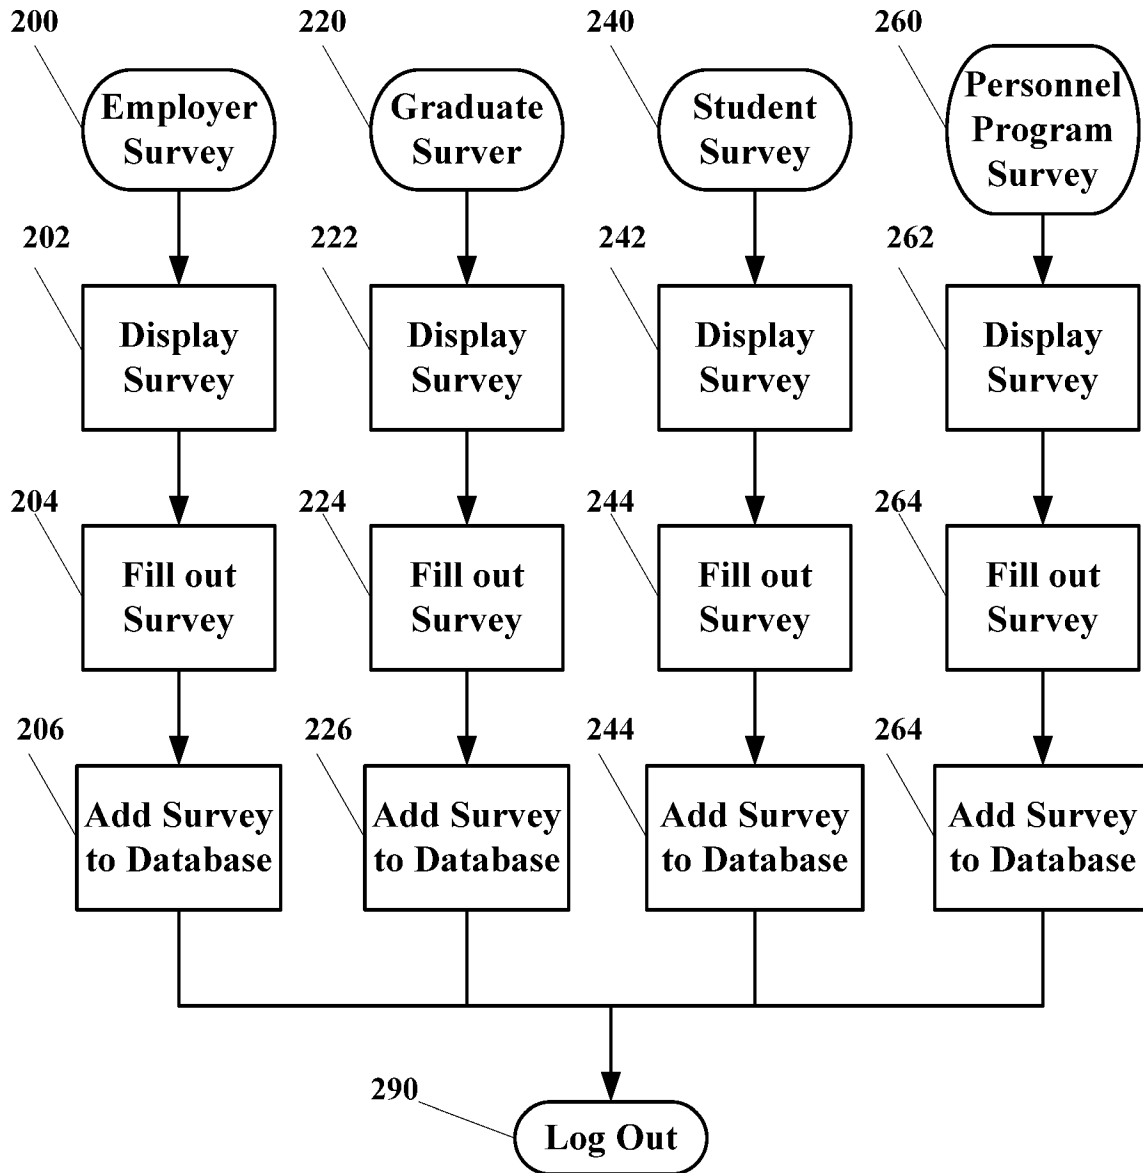 200
220
240
260
Employer
Survey
Graduate
Surver
Student
Survey
Personnel
Program
Survey
202
222
242
262
Display
Survey
Display
Survey
Display
Survey
Display
Survey
204
224
244
264
Fill out
Survey
Fill out
Survey
Fill out
Survey
Fill out
Survey
206
226
244
264
Add Survey
to Database
Add Survey
to Database
Add Survey
to Database
Add Survey
to Database
290
Log Out